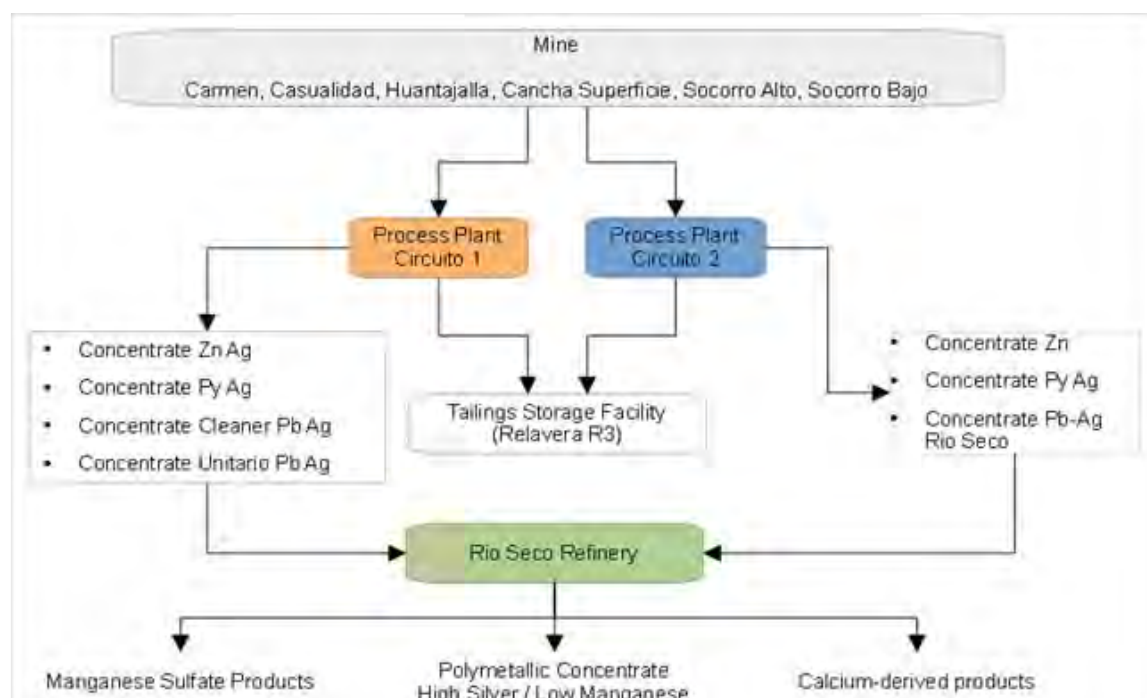 Mine
Carmen, Casualidad, Huantajalla, Cancha Superficie, Socorro Alto, Socorro Bajo
Process Plant
Circuito 1
Process Plant
Circuito 2
• Concentrate Zn Ag
• Concentrate Py Ag
• Concentrate Cleaner Pb Ag
• Concentrate Unitario Pb Ag
Tailings Storage Facility
(Relavera R3)
• Concentrate Zn
• Concentrate Py Ag
• Concentrate Pb-Ag
Rio Seco
Rio Seco Refinery
Manganese Sulfate Products
Polymetallic Concentrate
High Silver / Low Manganese
Calcium-derived products